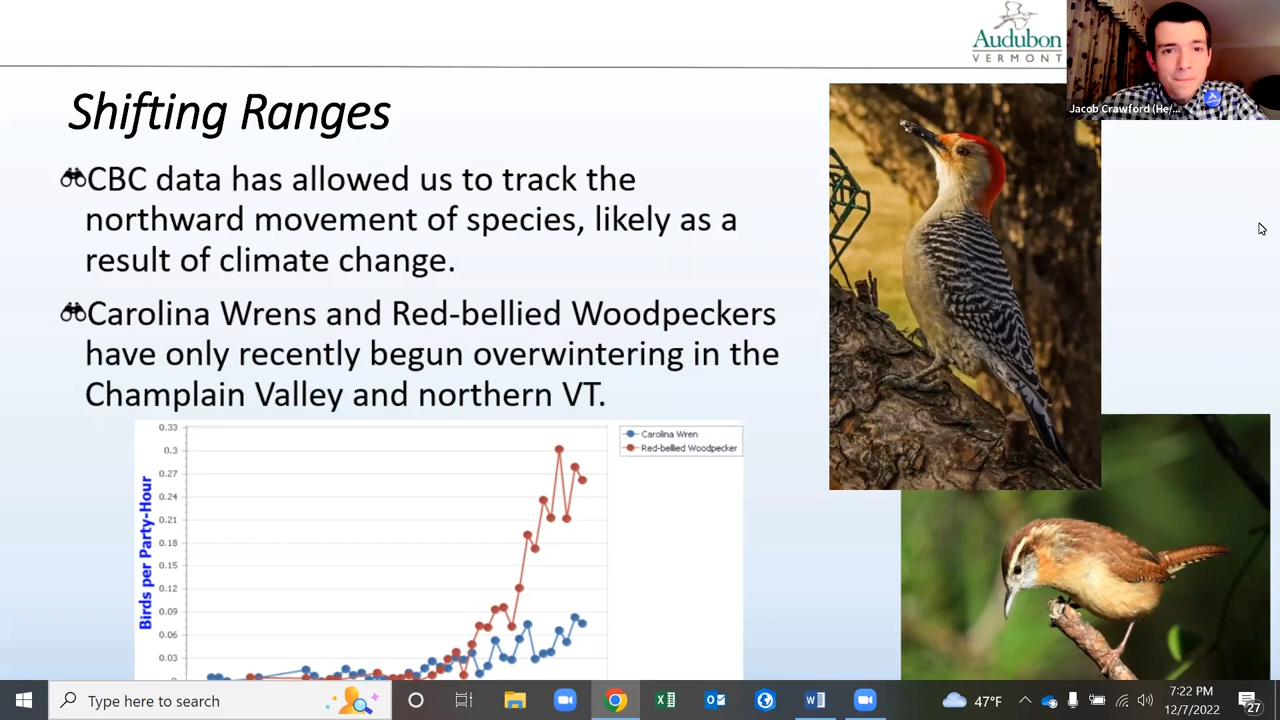 Audubon
VERMONT
Jacob Crawford (He/...
Shifting Ranges
CBC data has allowed us to track the
northward movement of species, likely as a
result of climate change.
Carolina Wrens and Red-bellied Woodpeckers
have only recently begun overwintering in the
Champlain Valley and northern VT.
Birds per Party-Hour
0.33
0.3
0.27
0.24
0.21
0.18
0.15
0.12
0.09
0.06
0.03
Carolina Wren
Red-bellied Woodpecker
Type here to search
47°F
7:22 PM
12/7/2022
27